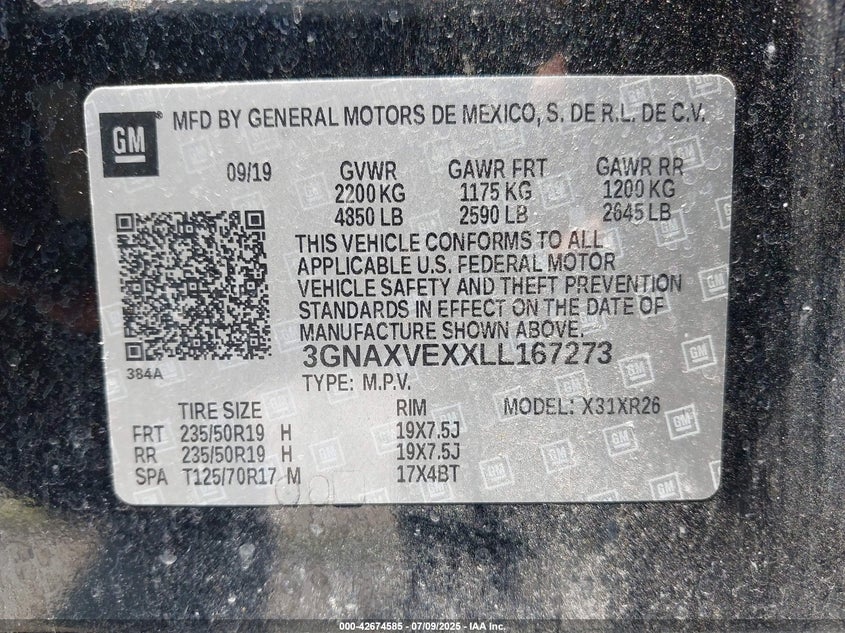 GM
MFD BY GENERAL MOTORS DE MEXICO, S. DE R.L. DE C.V.
09/19 GVWR GAWR FRT GAWR RR
2200 KG 1175 KG 1200 KG
4850 LB 2590 LB 2645 LB
THIS VEHICLE CONFORMS TO ALL
APPLICABLE U.S. FEDERAL MOTOR
VEHICLE SAFETY AND THEFT PREVENTION
STANDARDS IN EFFECT ON THE DATE OF
MANUFACTURE SHOWN ABOVE.
384A
3GNAXVEXXLL167273
TYPE: M.P.V.
TIRE SIZE RIM MODEL: X31XR26
FRT 235/50R19 H 19X7.5J
RR 235/50R19 H 19X7.5J
SPA T125/70R17 M 17X4BT
000-42674585 - 07/09/2025 - IAA Inc.